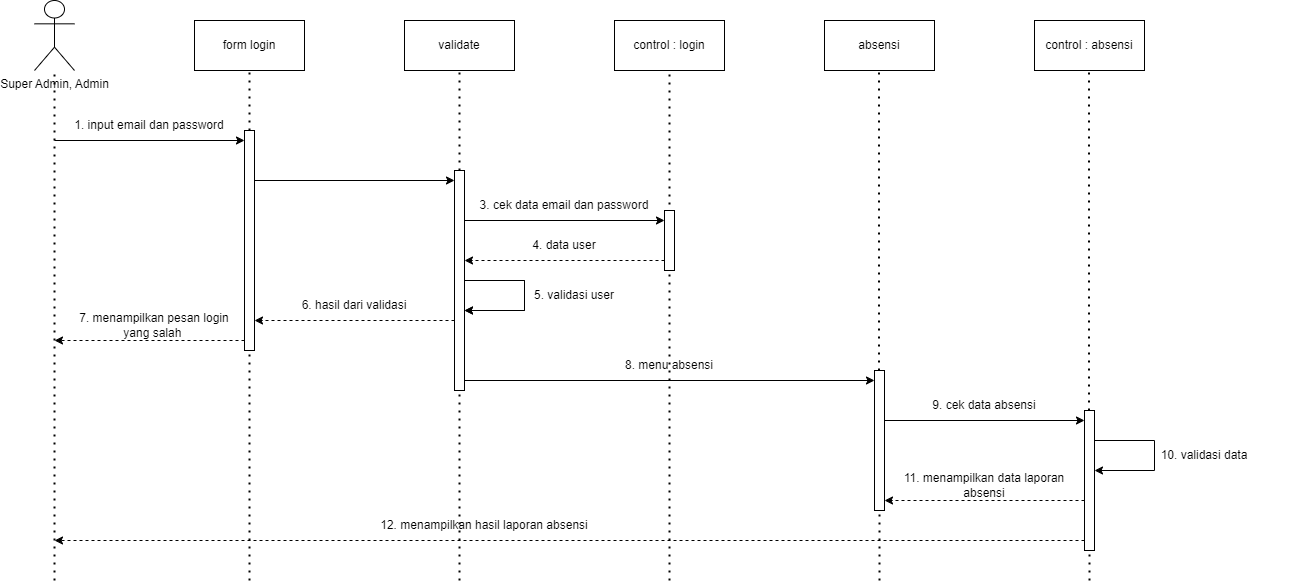 form login
validate
control : login
absensi
control : absensi
Super Admin, Admin
1. input email dan password
3. cek data email dan password
4. data user
5. validasi user
6. hasil dari validasi
7. menampilkan pesan login
yang salah
8. menu absensi
9. cek data absensi
10. validasi data
11. menampilkan data laporan
absensi
12. menampilkan hasil laporan absensi